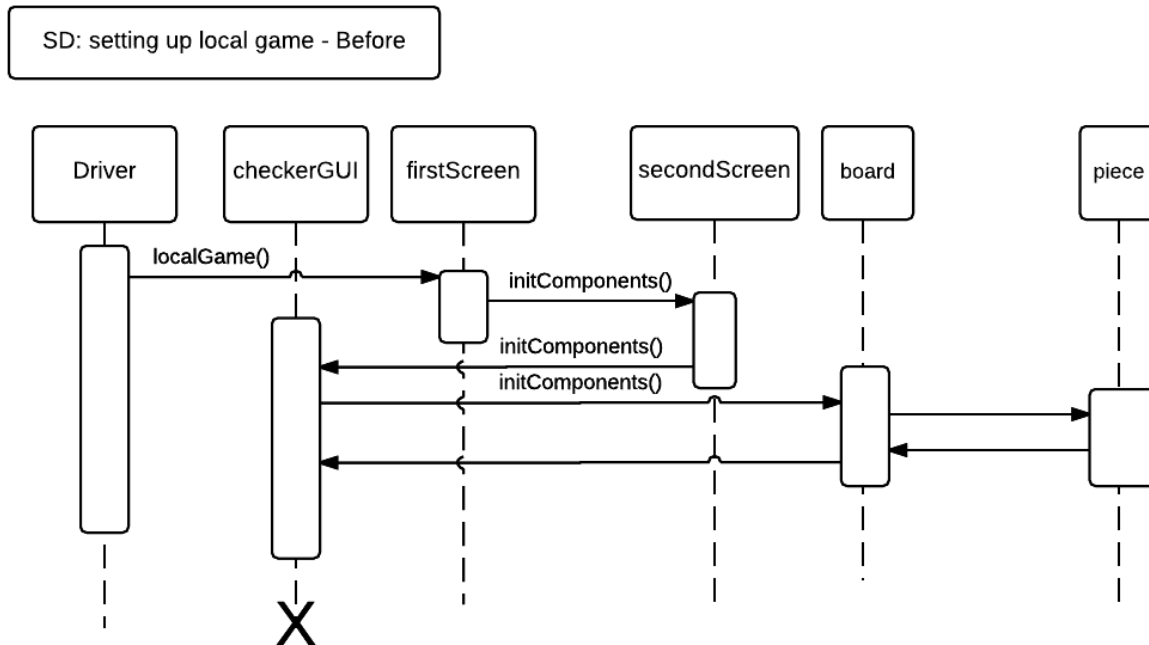 SD: setting up local game - Before
Driver
checkerGUI
firstScreen
secondScreen
board
piece
localGame()
initComponents()
initComponents()
initComponents()
X